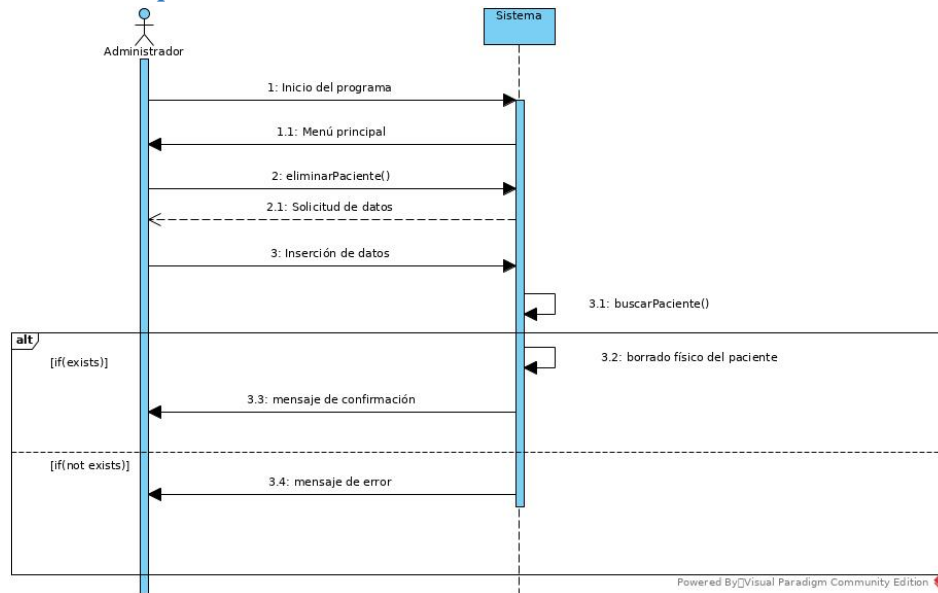 Sistema
Administrador
1: Inicio del programa
1.1: Menú principal
2: eliminarPaciente()
2.1: Solicitud de datos
3: Inserción de datos
3.1: buscarPaciente()
alt
[if(exists)]
3.2: borrado físico del paciente
3.3: mensaje de confirmación
[if(not exists)]
3.4: mensaje de error
Powered By Visual Paradigm Community Edition